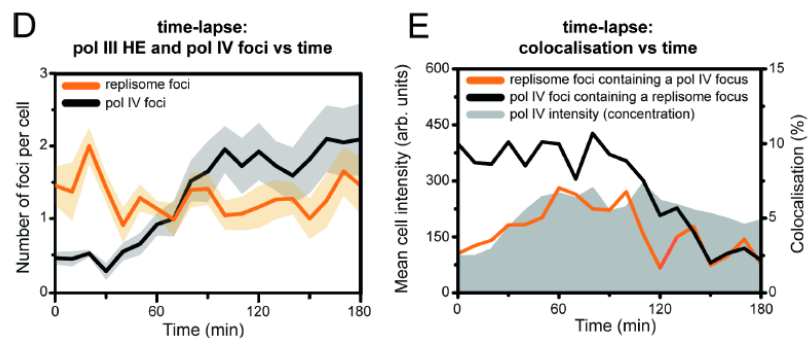 D
time-lapse:
pol III HE and pol IV foci vs time
replisome foci
pol IV foci
Number of foci per cell
3
2
1
0
0
60
120
180
Time (min)
E
time-lapse:
colocalisation vs time
replisome foci containing a pol IV focus
pol IV foci containing a replisome focus
pol IV intensity (concentration)
Mean cell intensity (arb. units)
600
450
300
150
0
Colocalisation (%)
15
10
5
0
0
60
120
180
Time (min)